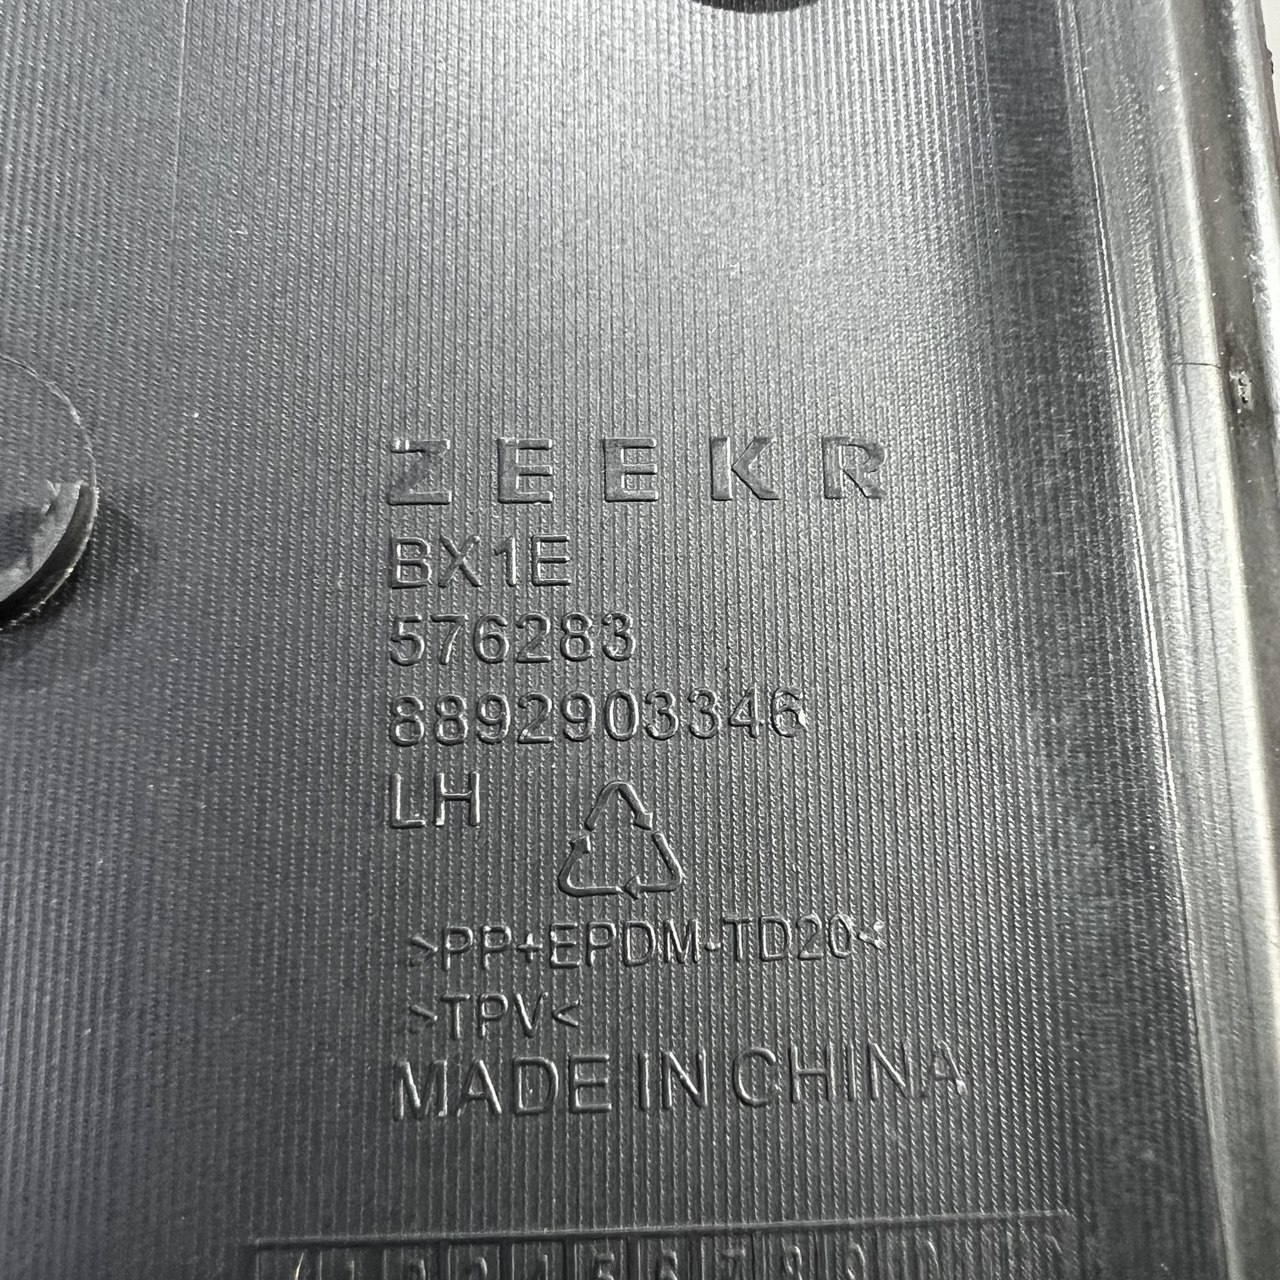 ZEEKR
BX1E
576283
8892903346
LH
>PP+EPDM-TD20<
>TPV<
MADE IN CHINA